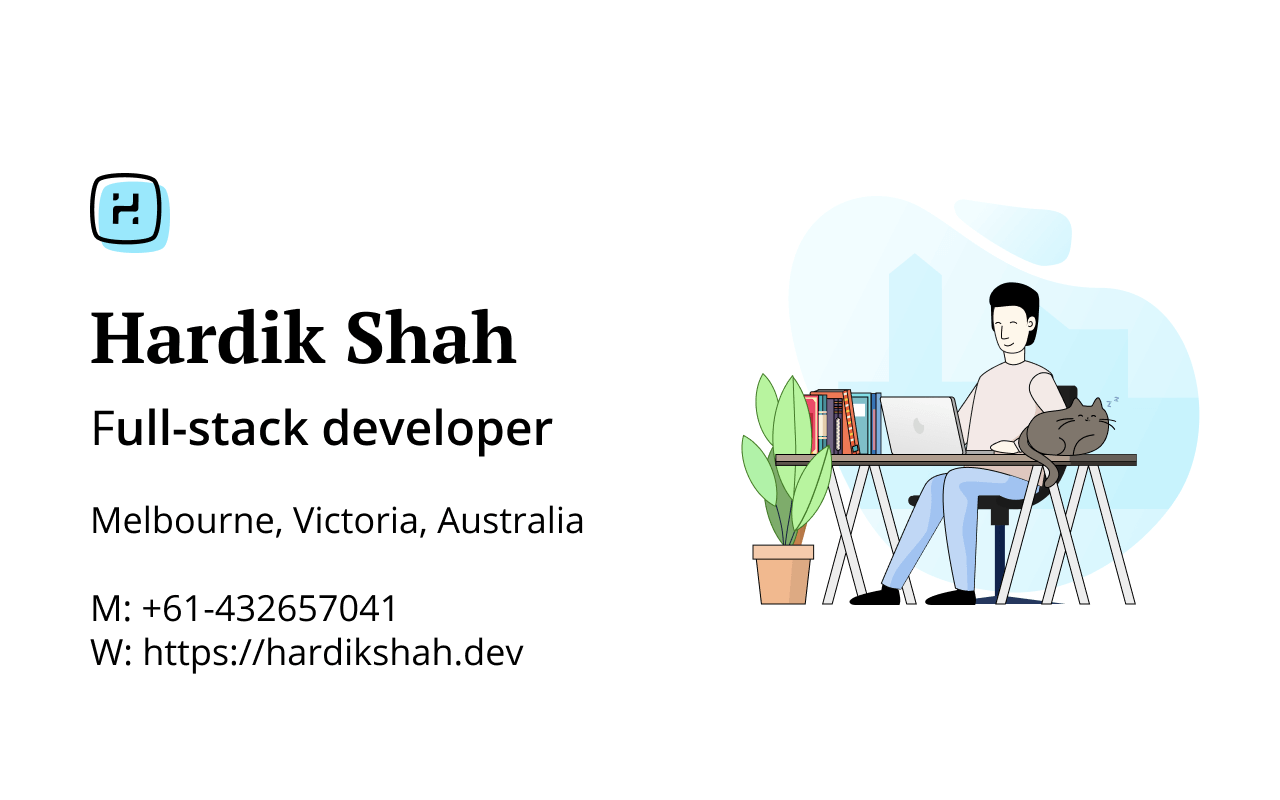 Hardik Shah
Full-stack developer
Melbourne, Victoria, Australia
M: +61-432657041
W: https://hardikshah.dev
z z z